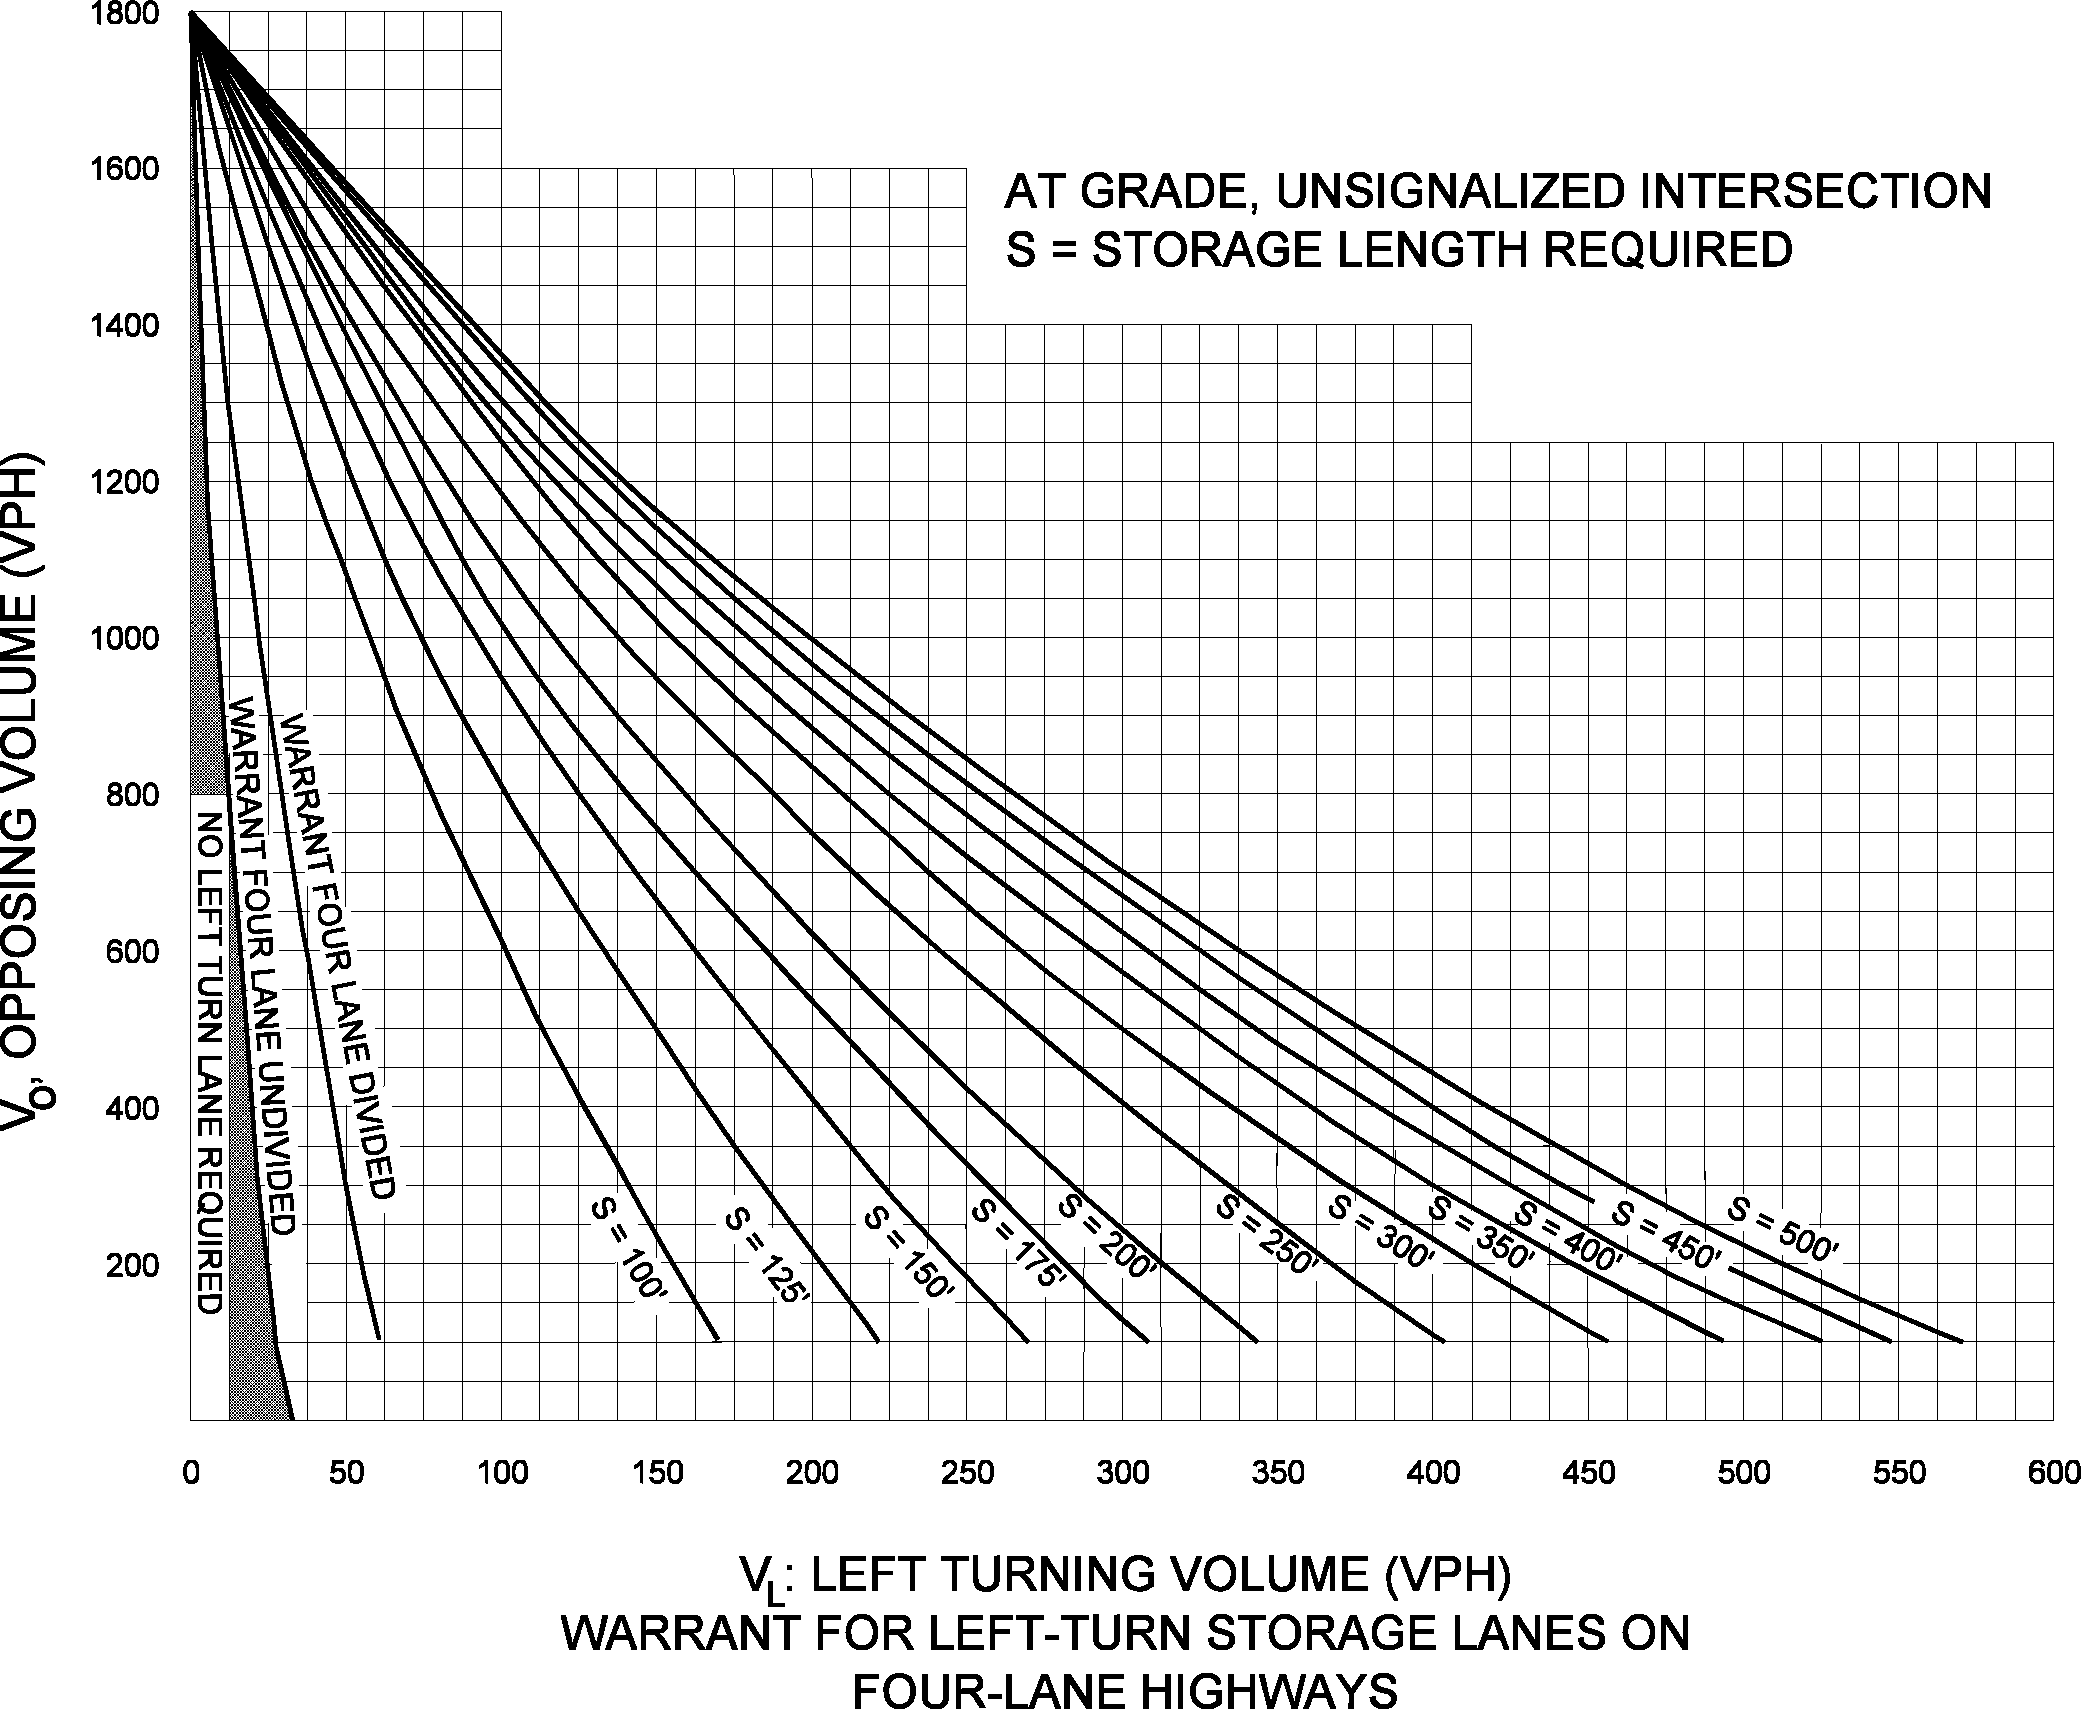 1800
1600
1400
1200
1000
800
600
400
200
V_O, OPPOSING VOLUME (VPH)
AT GRADE, UNSIGNALIZED INTERSECTION
S = STORAGE LENGTH REQUIRED
NO LEFT TURN LANE REQUIRED
WARRANT FOUR LANE UNDIVIDED
WARRANT FOUR LANE DIVIDED
S = 100'
S = 125'
S = 150'
S = 175'
S = 200'
S = 250'
S = 300'
S = 350'
S = 400'
S = 450'
S = 500'
0 50 100 150 200 250 300 350 400 450 500 550 600
V_L: LEFT TURNING VOLUME (VPH)
WARRANT FOR LEFT-TURN STORAGE LANES ON
FOUR-LANE HIGHWAYS